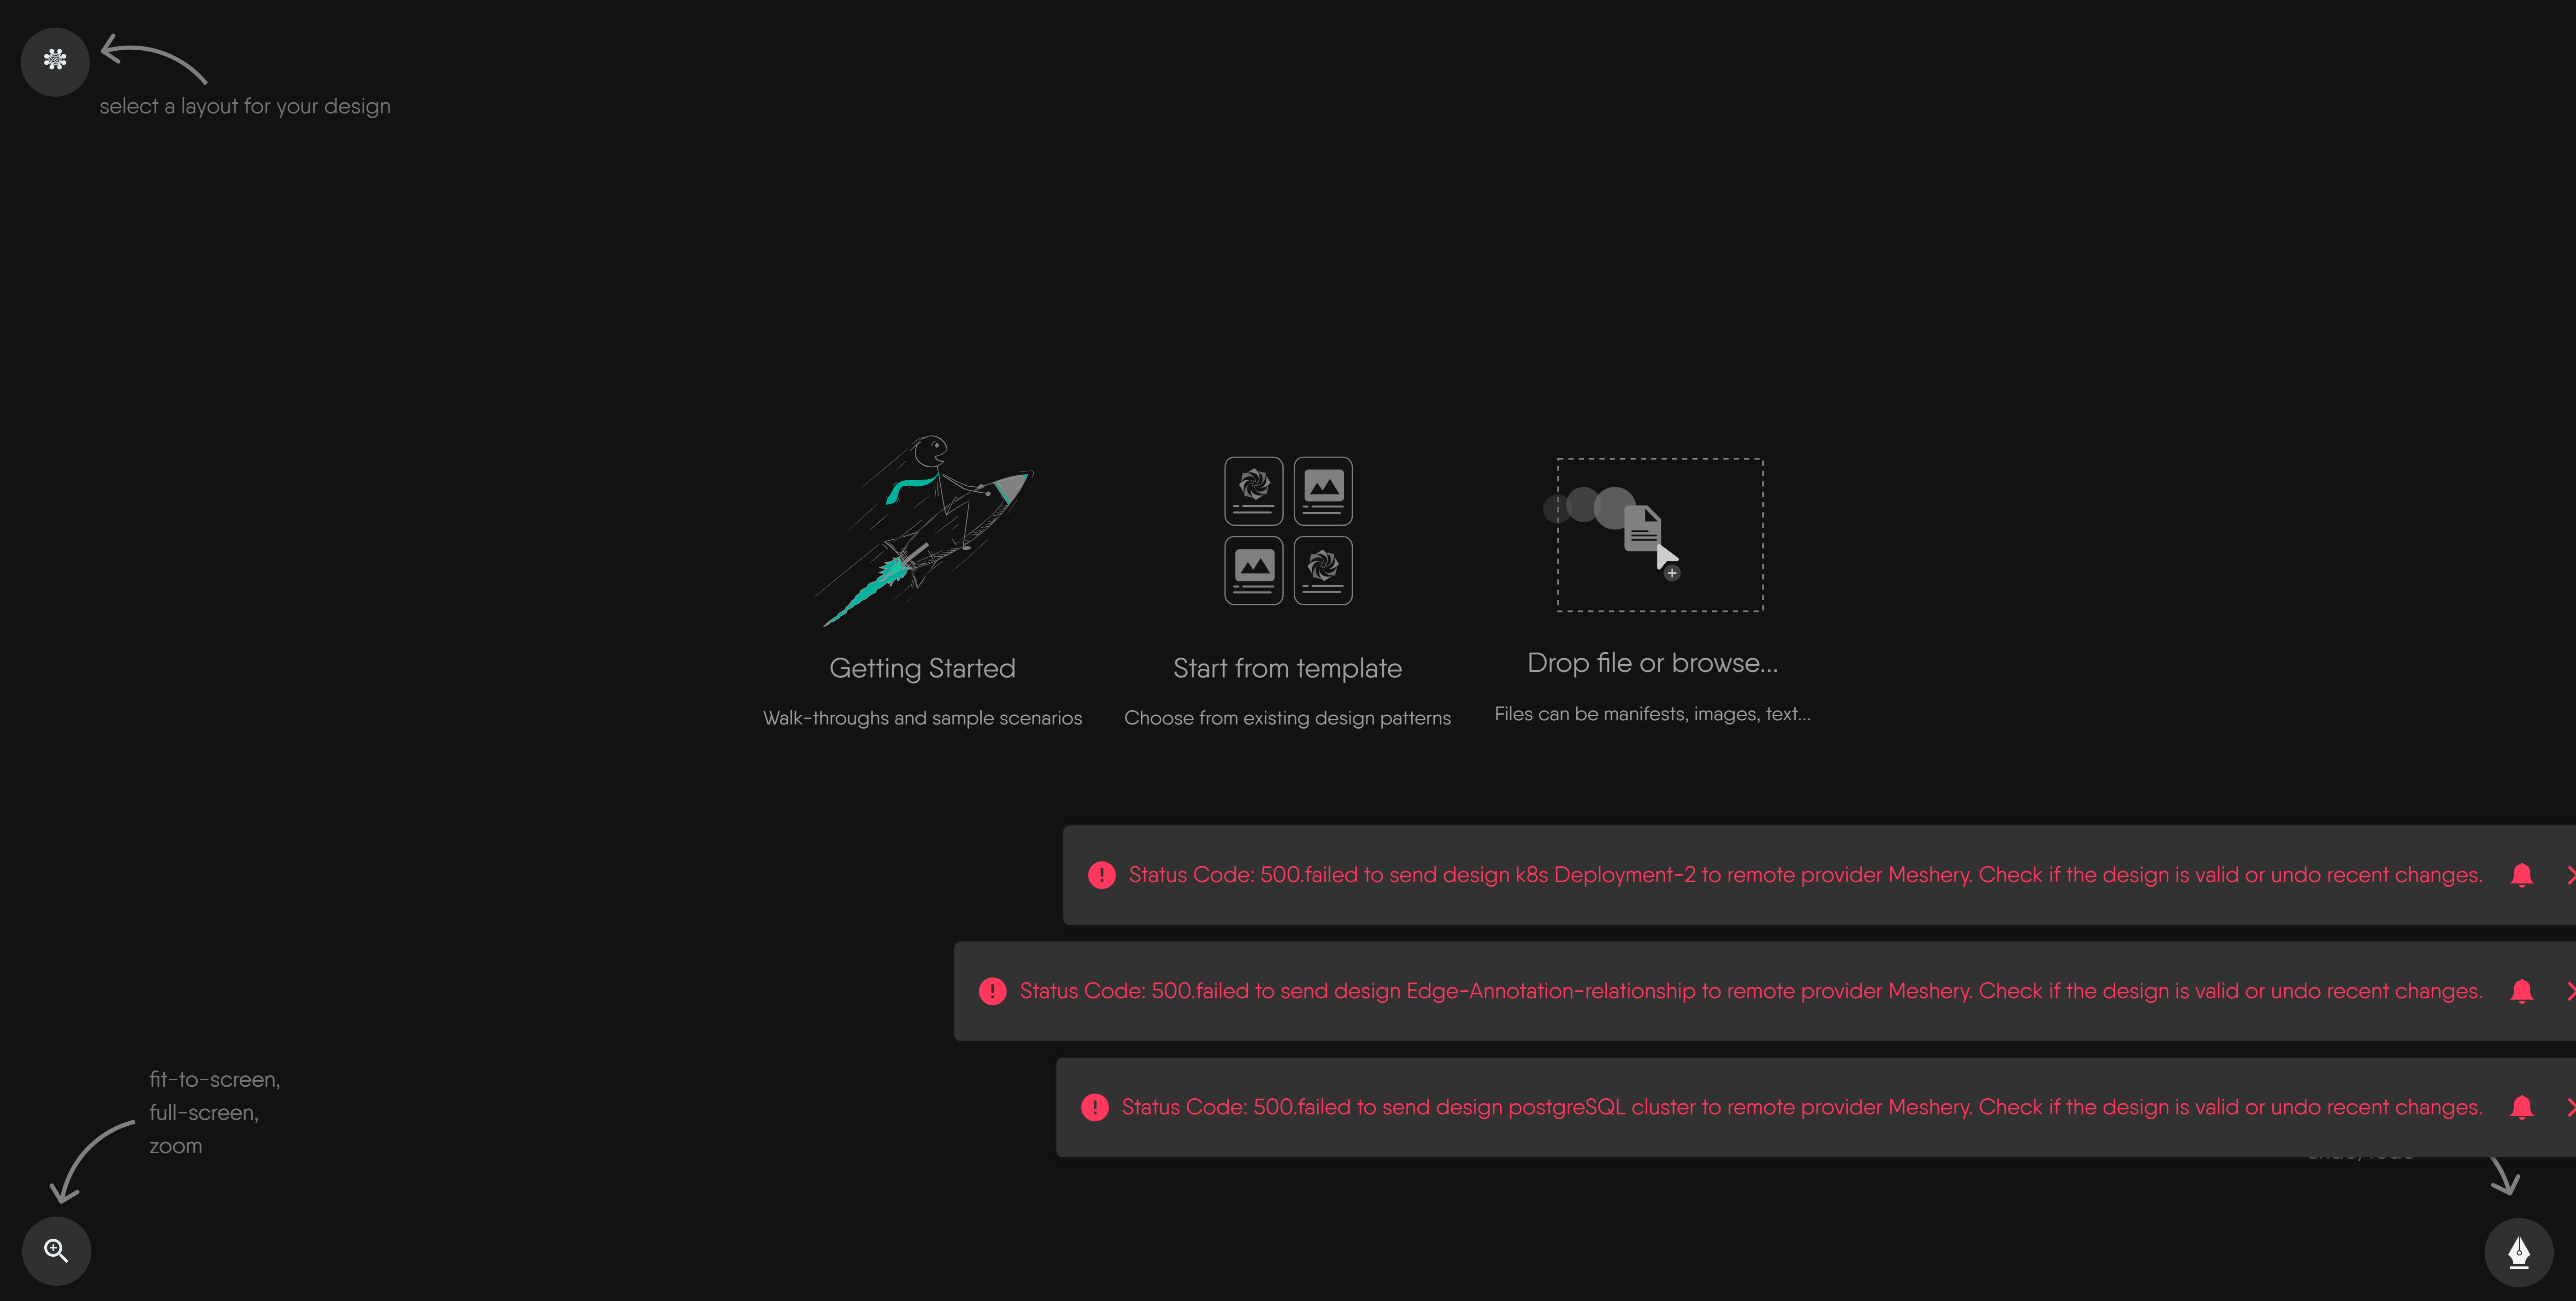 select a layout for your design
Getting Started
Walk-throughs and sample scenarios
Start from template
Choose from existing design patterns
Drop file or browse...
Files can be manifests, images, text...
Status Code: 500.failed to send design k8s Deployment-2 to remote provider Meshery. Check if the design is valid or undo recent changes.
Status Code: 500.failed to send design Edge-Annotation-relationship to remote provider Meshery. Check if the design is valid or undo recent changes.
Status Code: 500.failed to send design postgreSQL cluster to remote provider Meshery. Check if the design is valid or undo recent changes.
fit-to-screen,
full-screen,
zoom